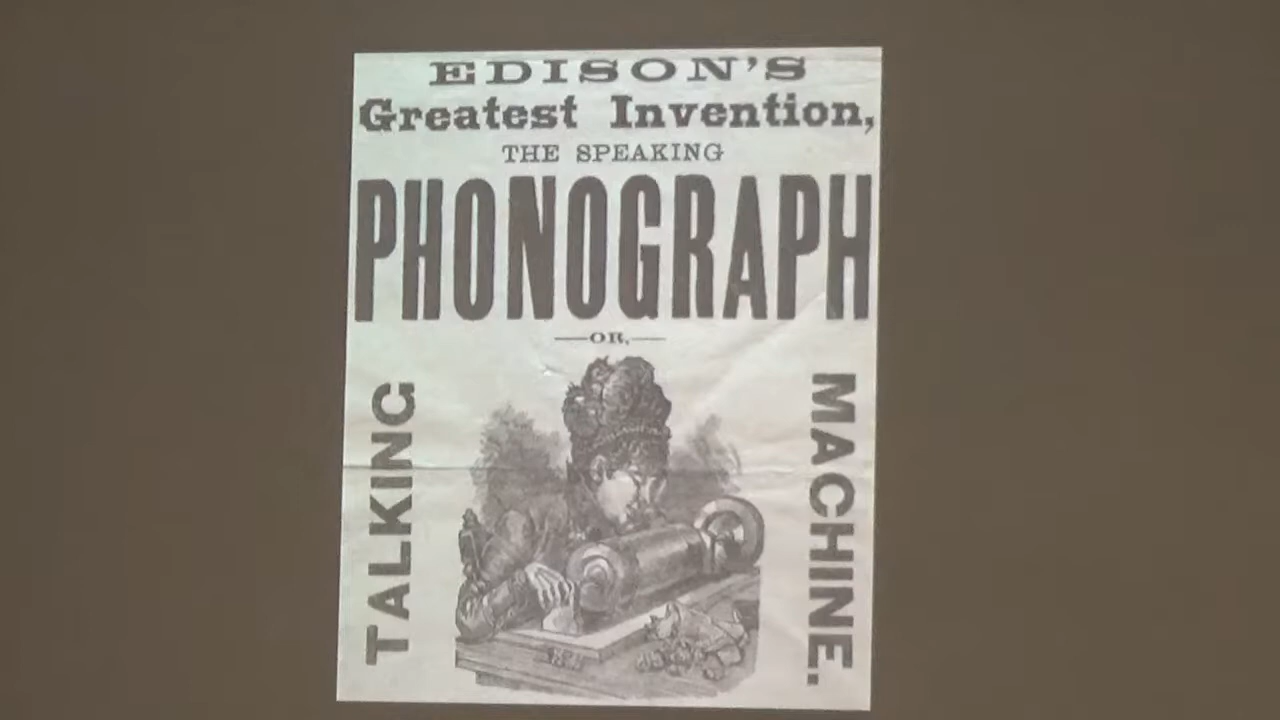 EDISON'S
Greatest Invention,
THE SPEAKING
PHONOGRAPH
—OR,—
TALKING
MACHINE.